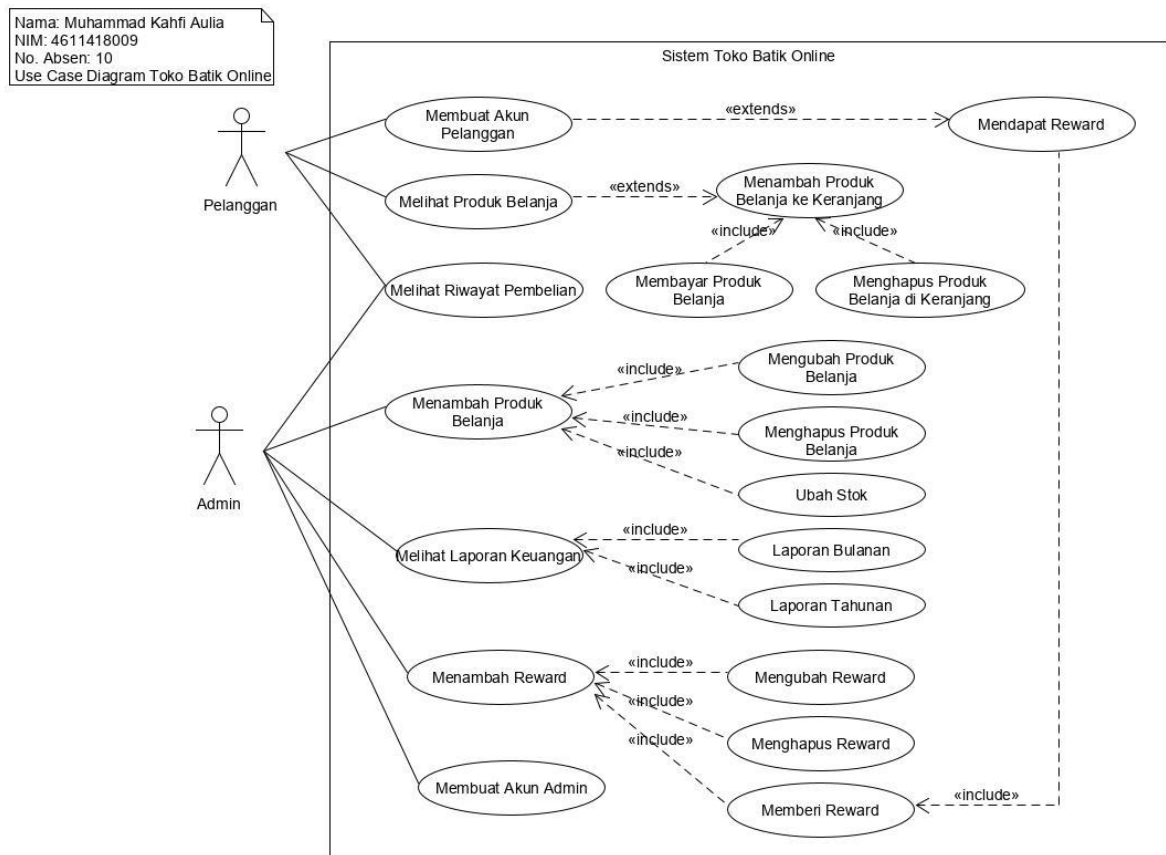 Nama: Muhammad Kahfi Aulia
NIM: 4611418009
No. Absen: 10
Use Case Diagram Toko Batik Online
Sistem Toko Batik Online
Pelanggan
Membuat Akun
Pelanggan
«extends»
Mendapat Reward
Melihat Produk Belanja
«extends»
Menambah Produk
Belanja ke Keranjang
«include»
«include»
Melihat Riwayat Pembelian
Membayar Produk
Belanja
Menghapus Produk
Belanja di Keranjang
Admin
Menambah Produk
Belanja
«include»
Mengubah Produk
Belanja
«include»
Menghapus Produk
Belanja
«include»
Ubah Stok
Melihat Laporan Keuangan
«include»
Laporan Bulanan
«include»
Laporan Tahunan
Menambah Reward
«include»
Mengubah Reward
«include»
Menghapus Reward
«include»
Memberi Reward
«include»
Membuat Akun Admin